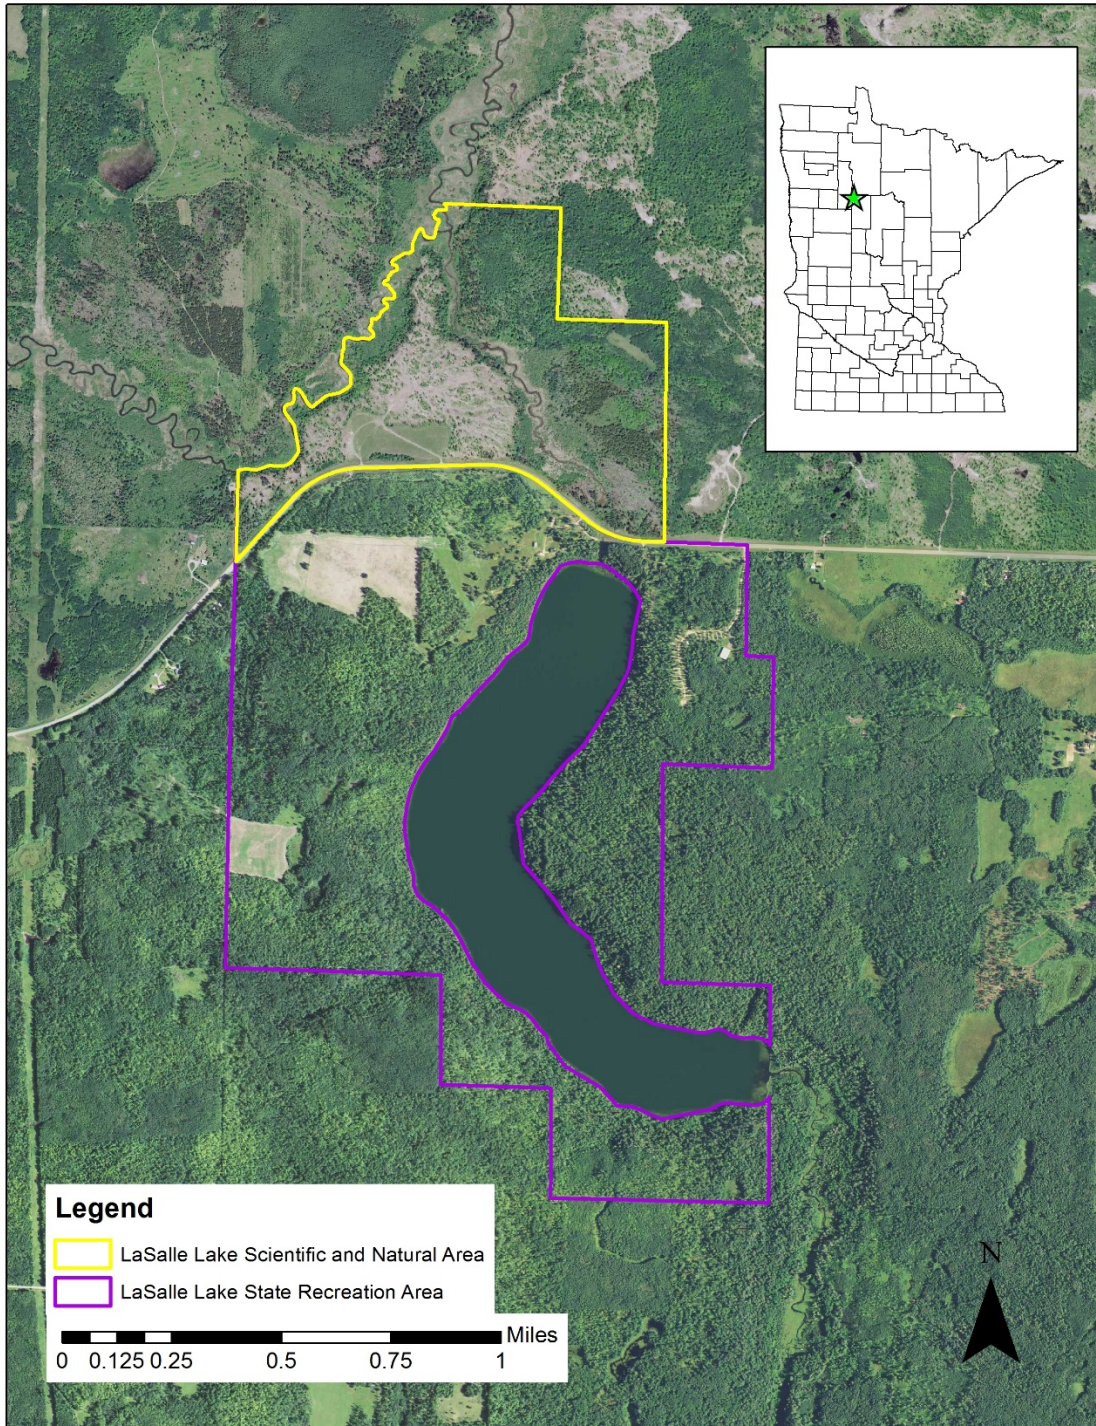 N
Legend
LaSalle Lake Scientific and Natural Area
LaSalle Lake State Recreation Area
Miles
0 0.125 0.25 0.5 0.75 1